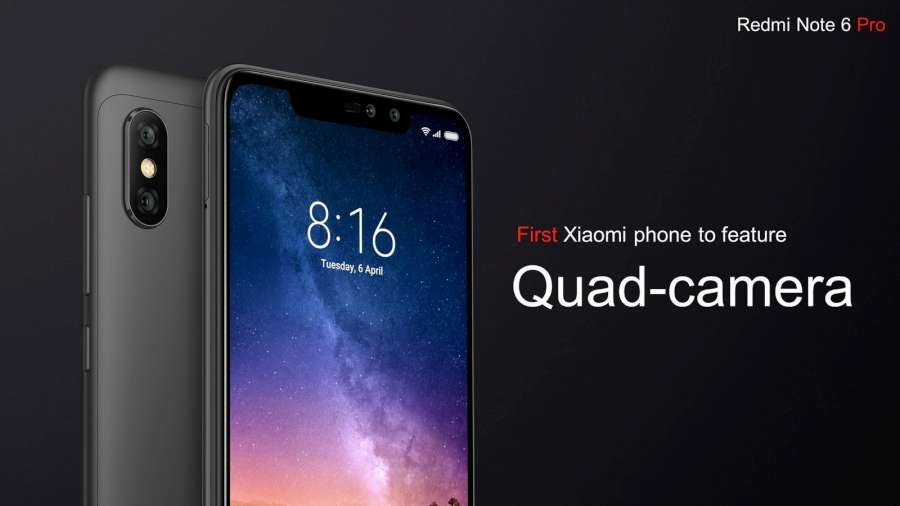 Redmi Note 6 Pro
8:16
Tuesday, 6 April
First Xiaomi phone to feature
Quad-camera